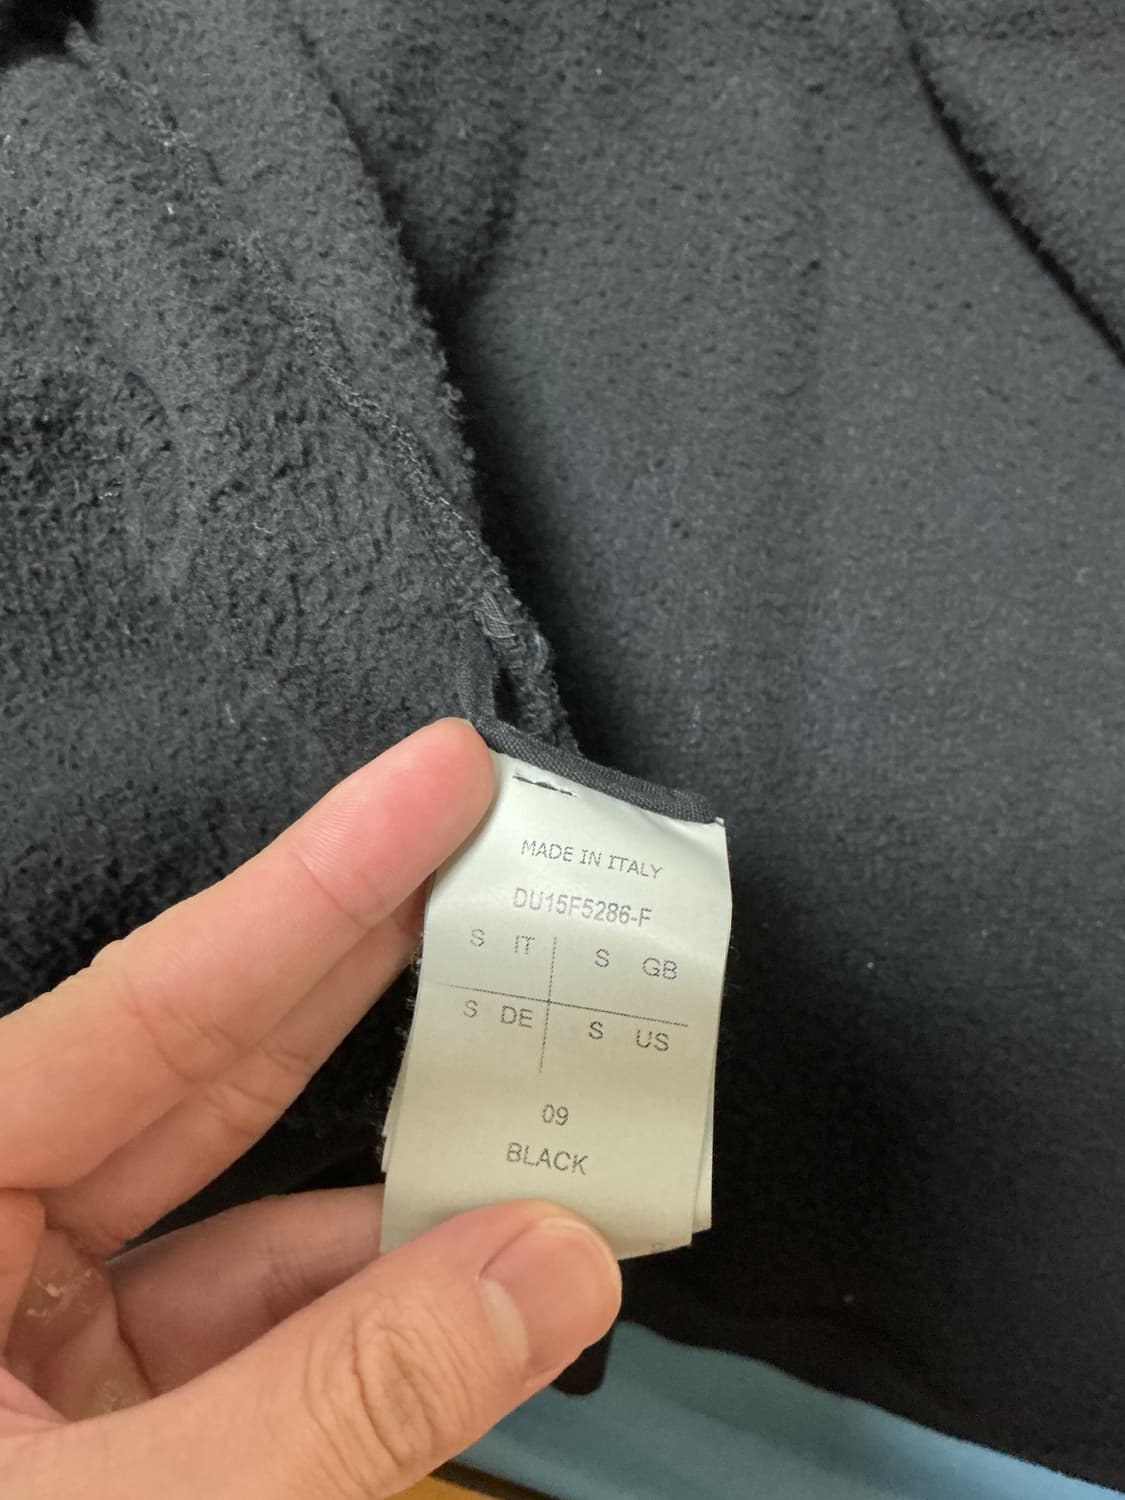 MADE IN ITALY
DU15F5286-F
S IT S GB
S DE S US
09
BLACK